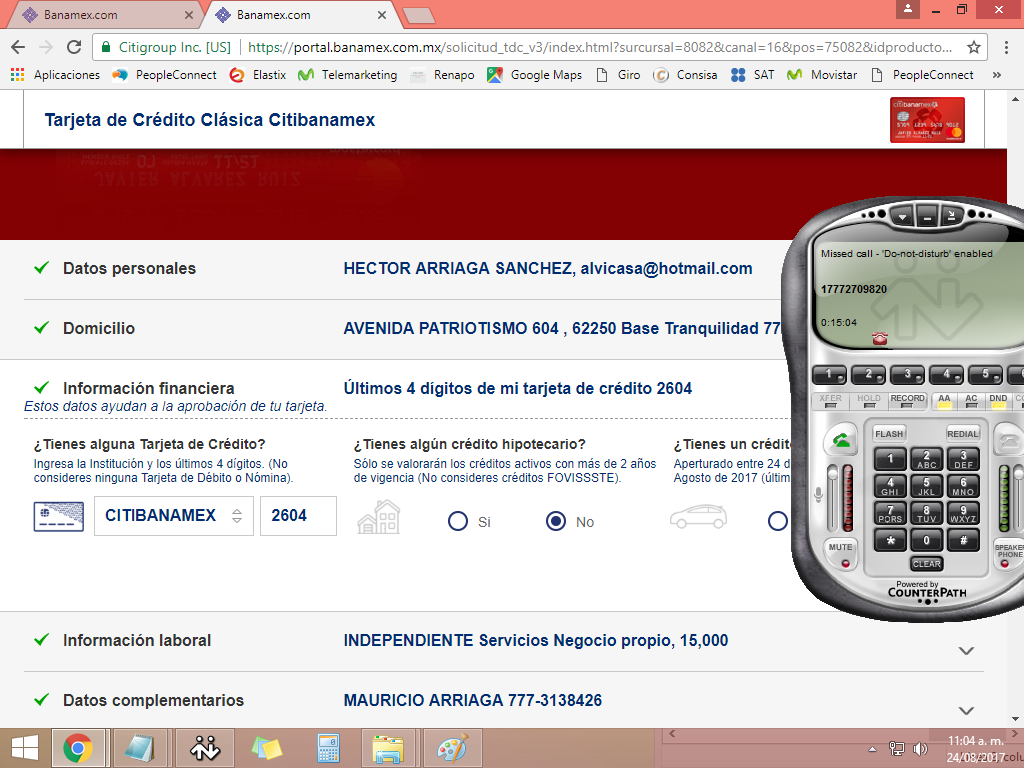 Banamex.com
Banamex.com
Citigroup Inc. [US]
https://portal.banamex.com.mx/solicitud_tdc_v3/index.html?surcursal=8082&canal=16&pos=75082&idproducto...
Aplicaciones PeopleConnect Elastix Telemarketing Renapo Google Maps Giro Consisa SAT Movistar PeopleConnect »
Tarjeta de Crédito Clásica Citibanamex
citibanamex
JAVIER ALVAREZ RUIZ
Datos personales HECTOR ARRIAGA SANCHEZ, alvicasa@hotmail.com
Domicilio AVENIDA PATRIOTISMO 604 , 62250 Base Tranquilidad 77
Información financiera Últimos 4 dígitos de mi tarjeta de crédito 2604
Estos datos ayudan a la aprobación de tu tarjeta.
¿Tienes alguna Tarjeta de Crédito?
Ingresa la Institución y los últimos 4 dígitos. (No
consideres ninguna Tarjeta de Débito o Nómina).
CITIBANAMEX 2604
¿Tienes algún crédito hipotecario?
Sólo se valorarán los créditos activos con más de 2 años
de vigencia (No consideres créditos FOVISSSTE).
Si No
¿Tienes un crédito
Aperturado entre 24 d
Agosto de 2017 (últim
Información laboral INDEPENDIENTE Servicios Negocio propio, 15,000
Datos complementarios MAURICIO ARRIAGA 777-3138426
Missed call - 'Do-not-disturb' enabled
17772709820
0:15:04
1 2 3 4 5 6
XFER HOLD RECORD AA AC DND CO
FLASH REDIAL
1 2 ABC 3 DEF
4 GHI 5 JKL 6 MNO
7 PQRS 8 TUV 9 WXYZ
* 0 #
MUTE CLEAR SPEAKER
PHONE
Powered by
COUNTERPATH
11:04 a. m.
24/08/2017